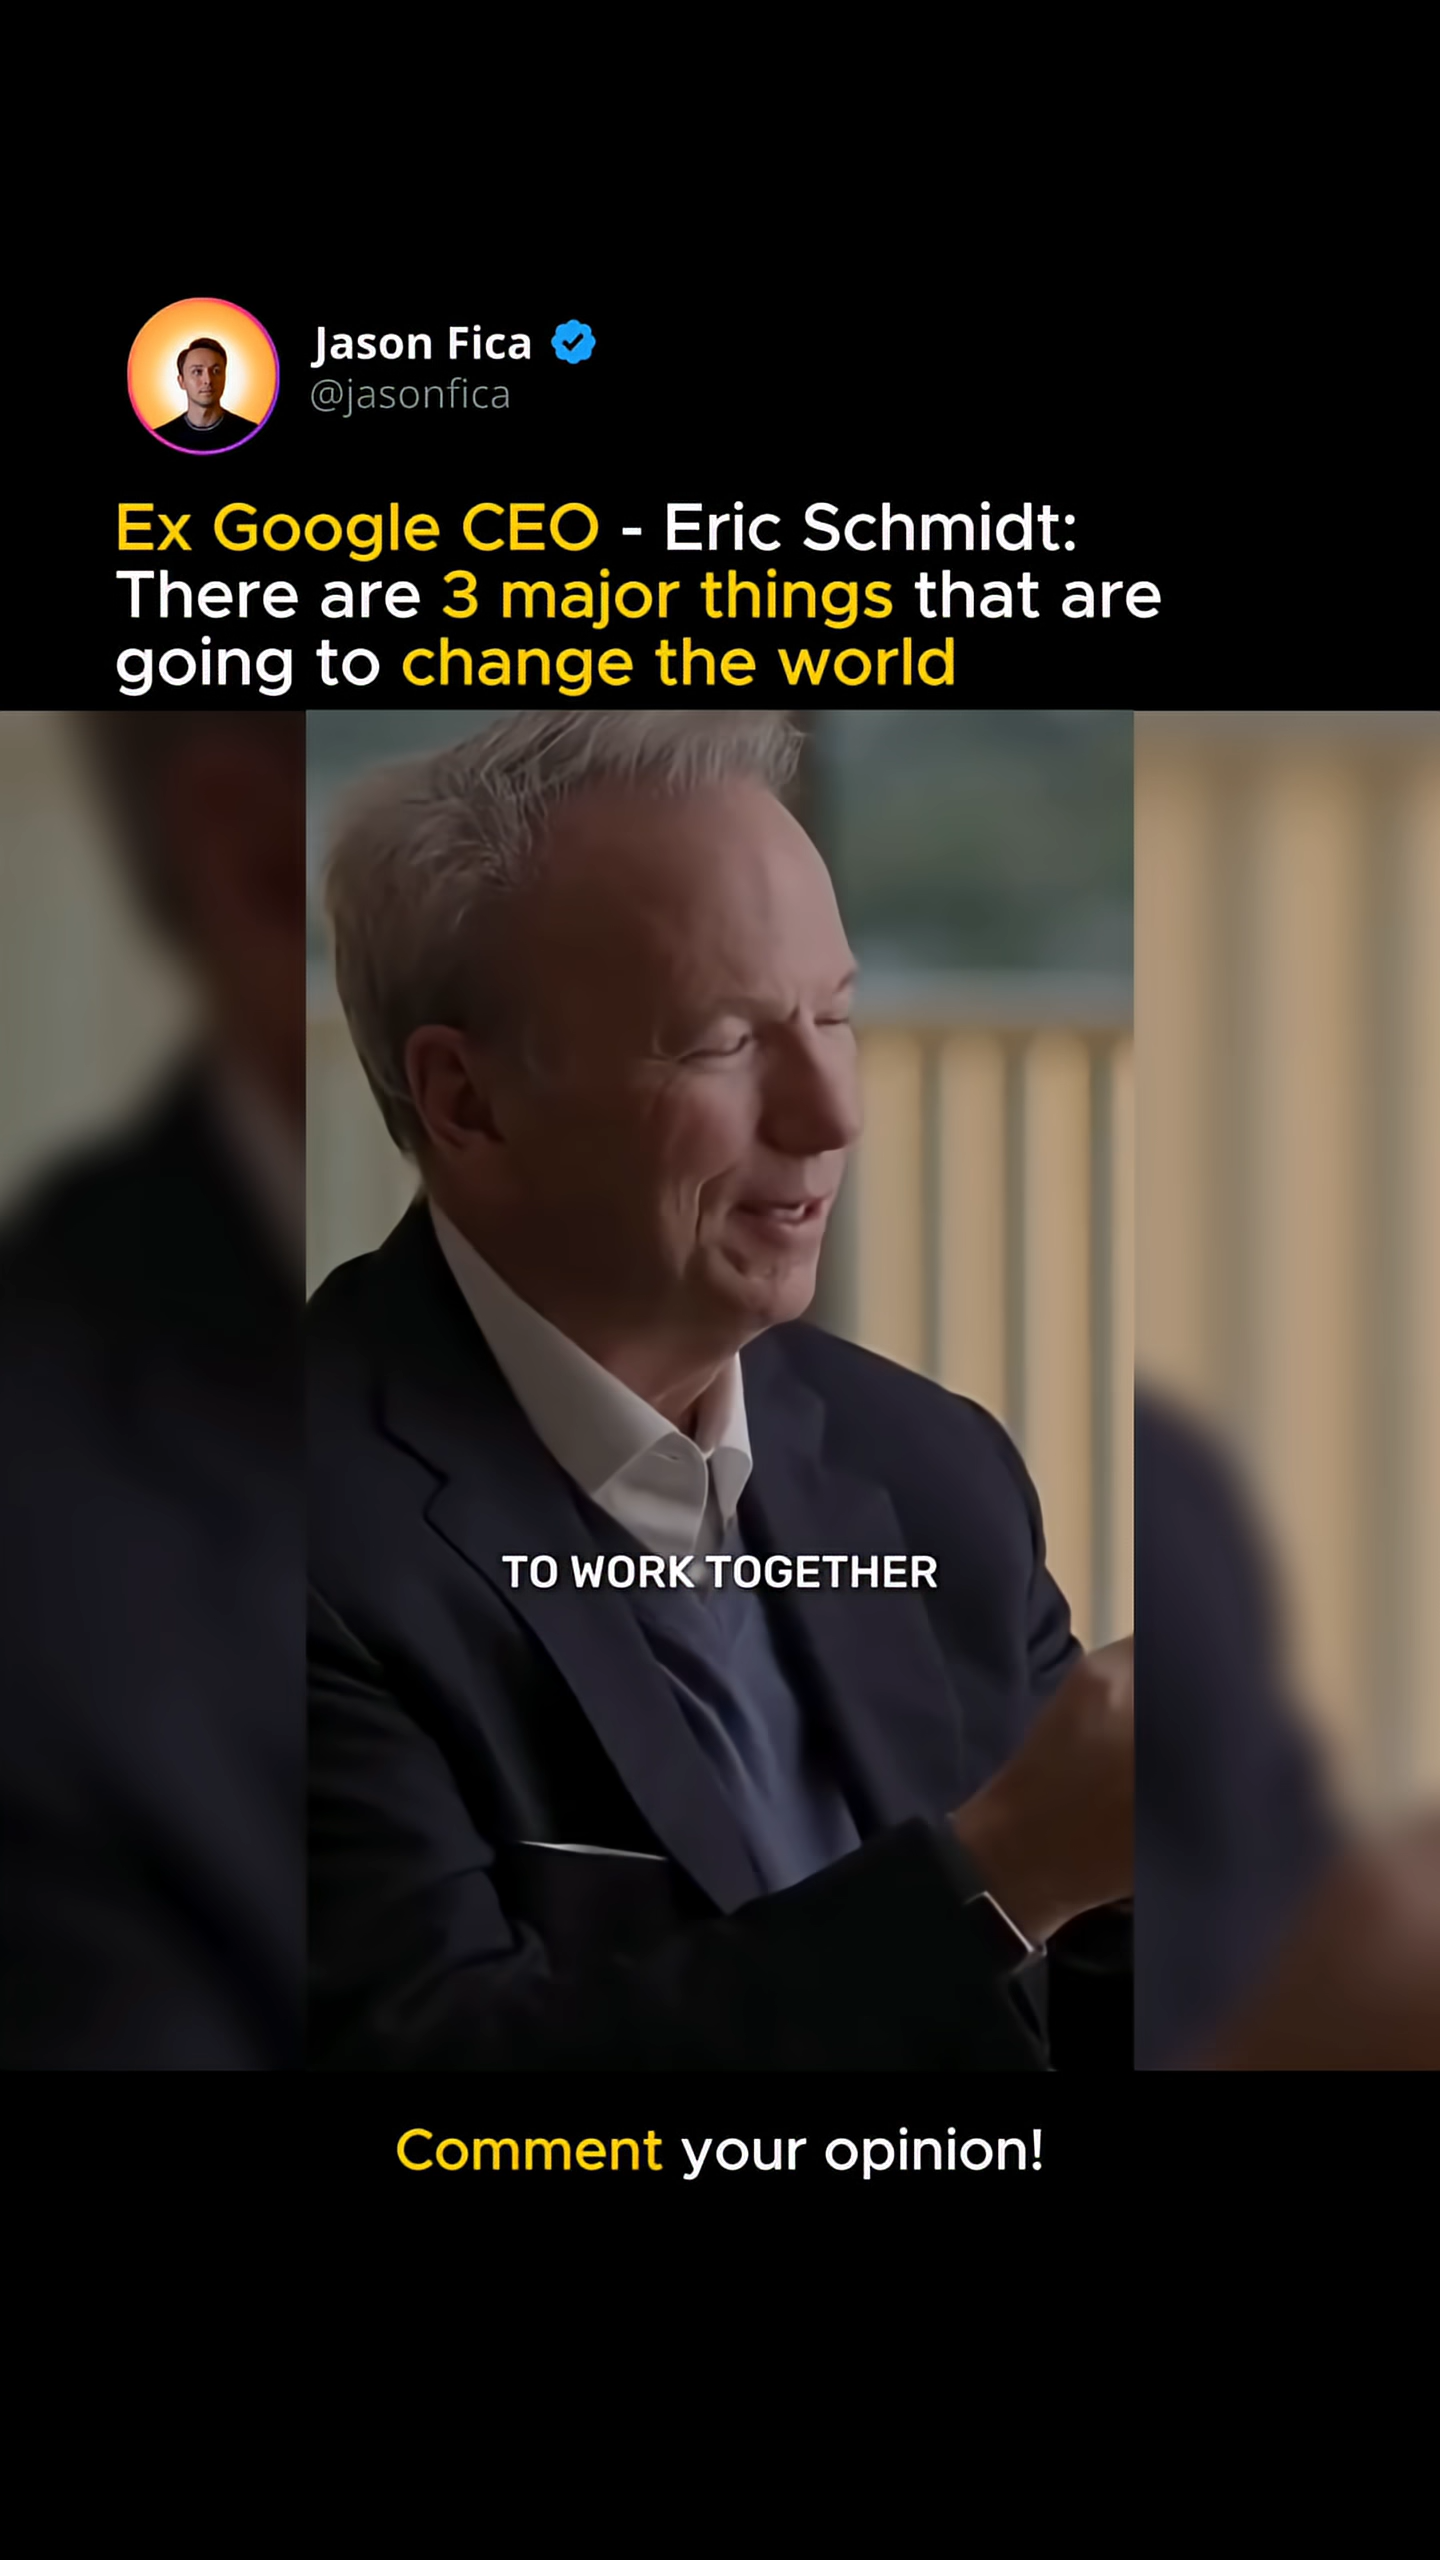 Jason Fica
@jasonfica
Ex Google CEO - Eric Schmidt:
There are 3 major things that are
going to change the world
TO WORK TOGETHER
Comment your opinion!